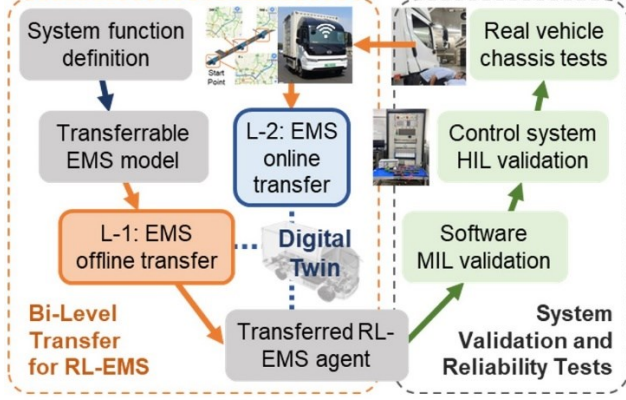 System function
definition
Start
Point
Real vehicle
chassis tests
Transferrable
EMS model
L-2: EMS
online
transfer
Control system
HIL validation
L-1: EMS
offline transfer
Digital
Twin
Software
MIL validation
Bi-Level
Transfer
for RL-EMS
Transferred RL-
EMS agent
System
Validation and
Reliability Tests